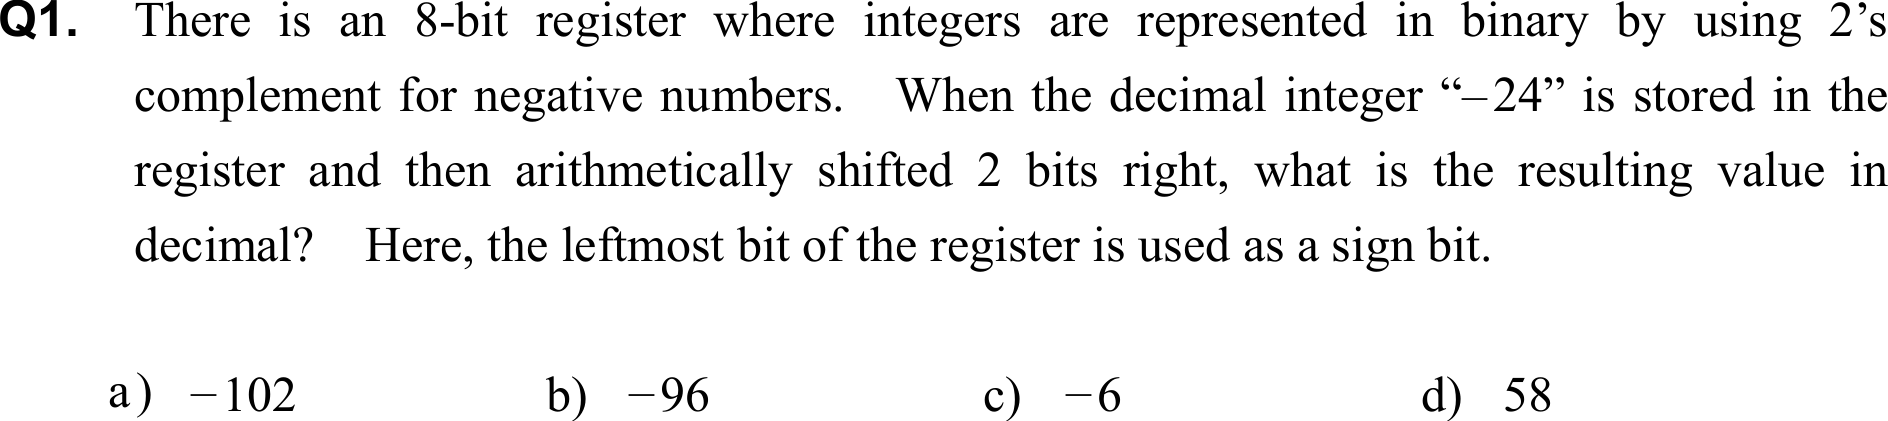 Q1. There is an 8-bit register where integers are represented in binary by using 2’s
complement for negative numbers. When the decimal integer “−24” is stored in the
register and then arithmetically shifted 2 bits right, what is the resulting value in
decimal? Here, the leftmost bit of the register is used as a sign bit.
a) −102 b) −96 c) −6 d) 58